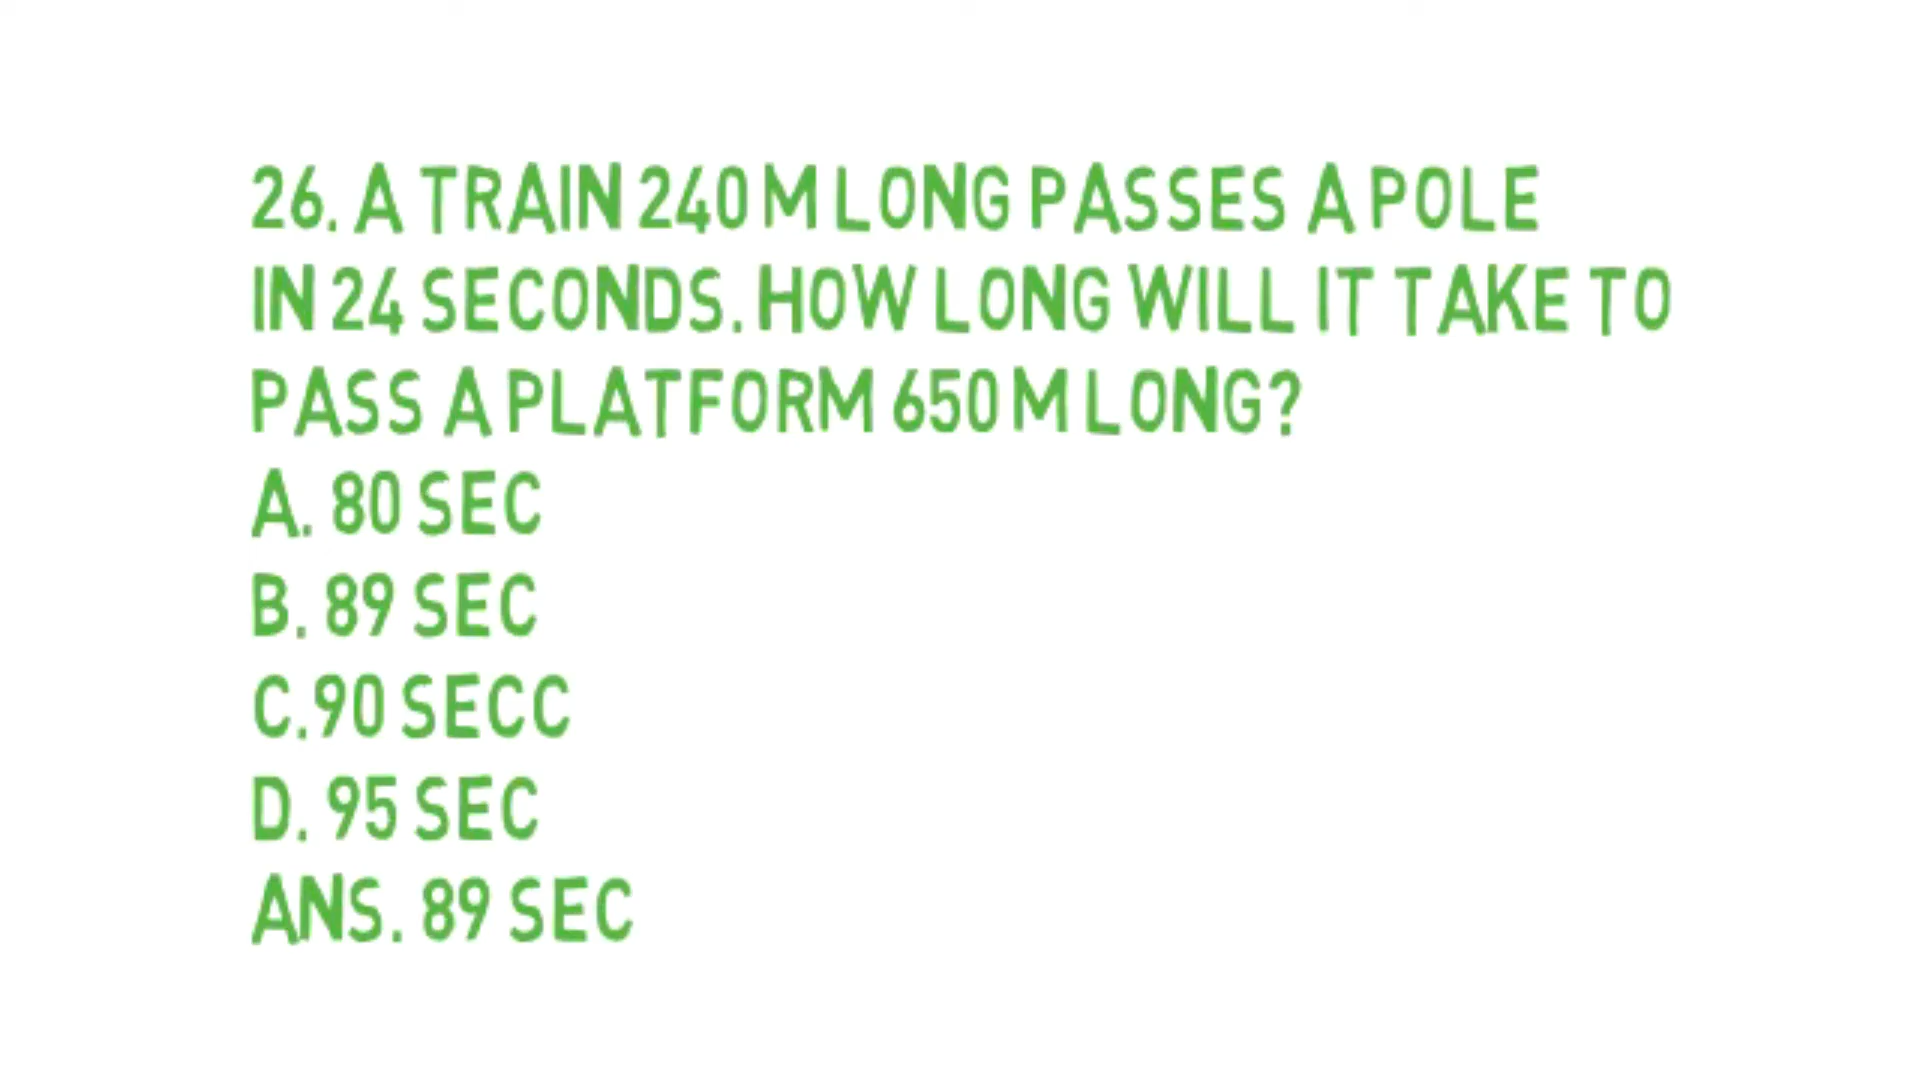 26. A TRAIN 240 M LONG PASSES A POLE
IN 24 SECONDS. HOW LONG WILL IT TAKE TO
PASS A PLATFORM 650 M LONG?
A. 80 SEC
B. 89 SEC
C.90 SECC
D. 95 SEC
ANS. 89 SEC